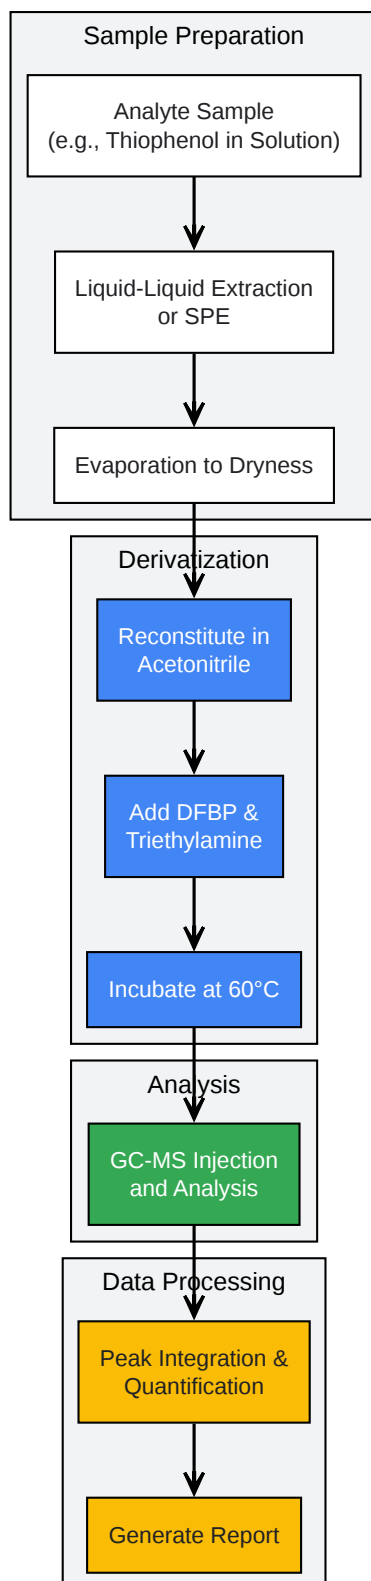 Sample Preparation
Analyte Sample
(e.g., Thiophenol in Solution)
Liquid-Liquid Extraction
or SPE
Evaporation to Dryness
Derivatization
Reconstitute in
Acetonitrile
Add DFBP &
Triethylamine
Incubate at 60°C
Analysis
GC-MS Injection
and Analysis
Data Processing
Peak Integration &
Quantification
Generate Report